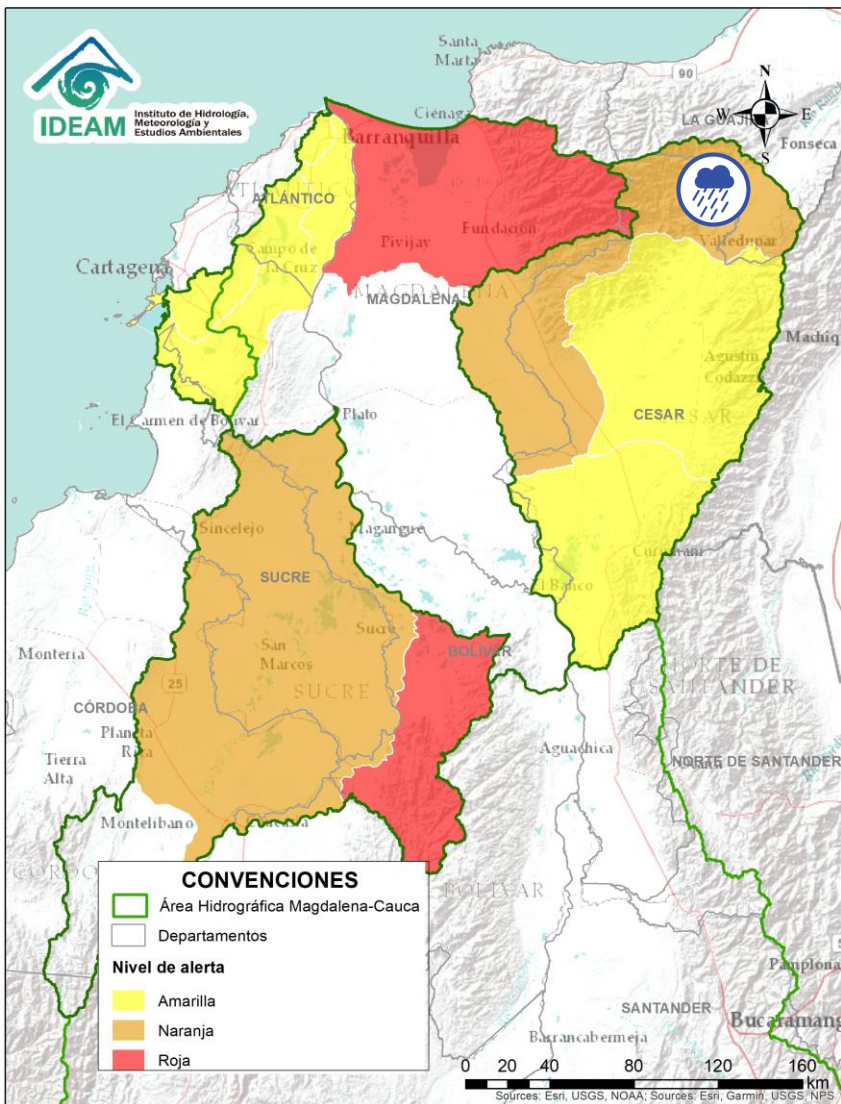 Santa
Marta
90
N
W E
S
IDEAM
Instituto de Hidrología,
Meteorología y
Estudios Ambientales
Ciénaga
LA GUAJI
Fonseca
Barranquilla
ATLÁNTICO
Cartagena
Campo de
la Cruz
Pivijay
Fundación
Valledupar
MAGDALENA
Agustín
Codazzi
CESAR
El Carmen de Bolívar
Plato
Sincelejo
Magangue
SUCRE
El Banco
San
Marcos
Sucre
BOLÍVAR
SUCRE
Montería
25
CÓRDOBA
Planeta
Rica
Tierra
Alta
NORTE DE
SANTANDER
Aguachica
NORTE DE SANTANDER
Montelibano
BOLÍVAR
CONVENCIONES
Área Hidrográfica Magdalena-Cauca
Departamentos
Nivel de alerta
Amarilla
Naranja
Roja
Pamplona
SANTANDER
Bucaramang
Barrancabermeja
0 20 40 80 120 160
km
Sources: Esri, USGS, NOAA; Sources: Esri, Garmin, USGS, NPS